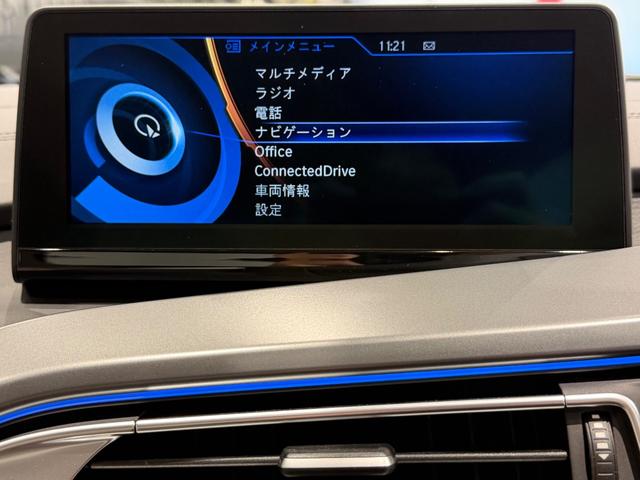 メインメニュー 11:21
マルチメディア
ラジオ
電話
ナビゲーション
Office
ConnectedDrive
車両情報
設定